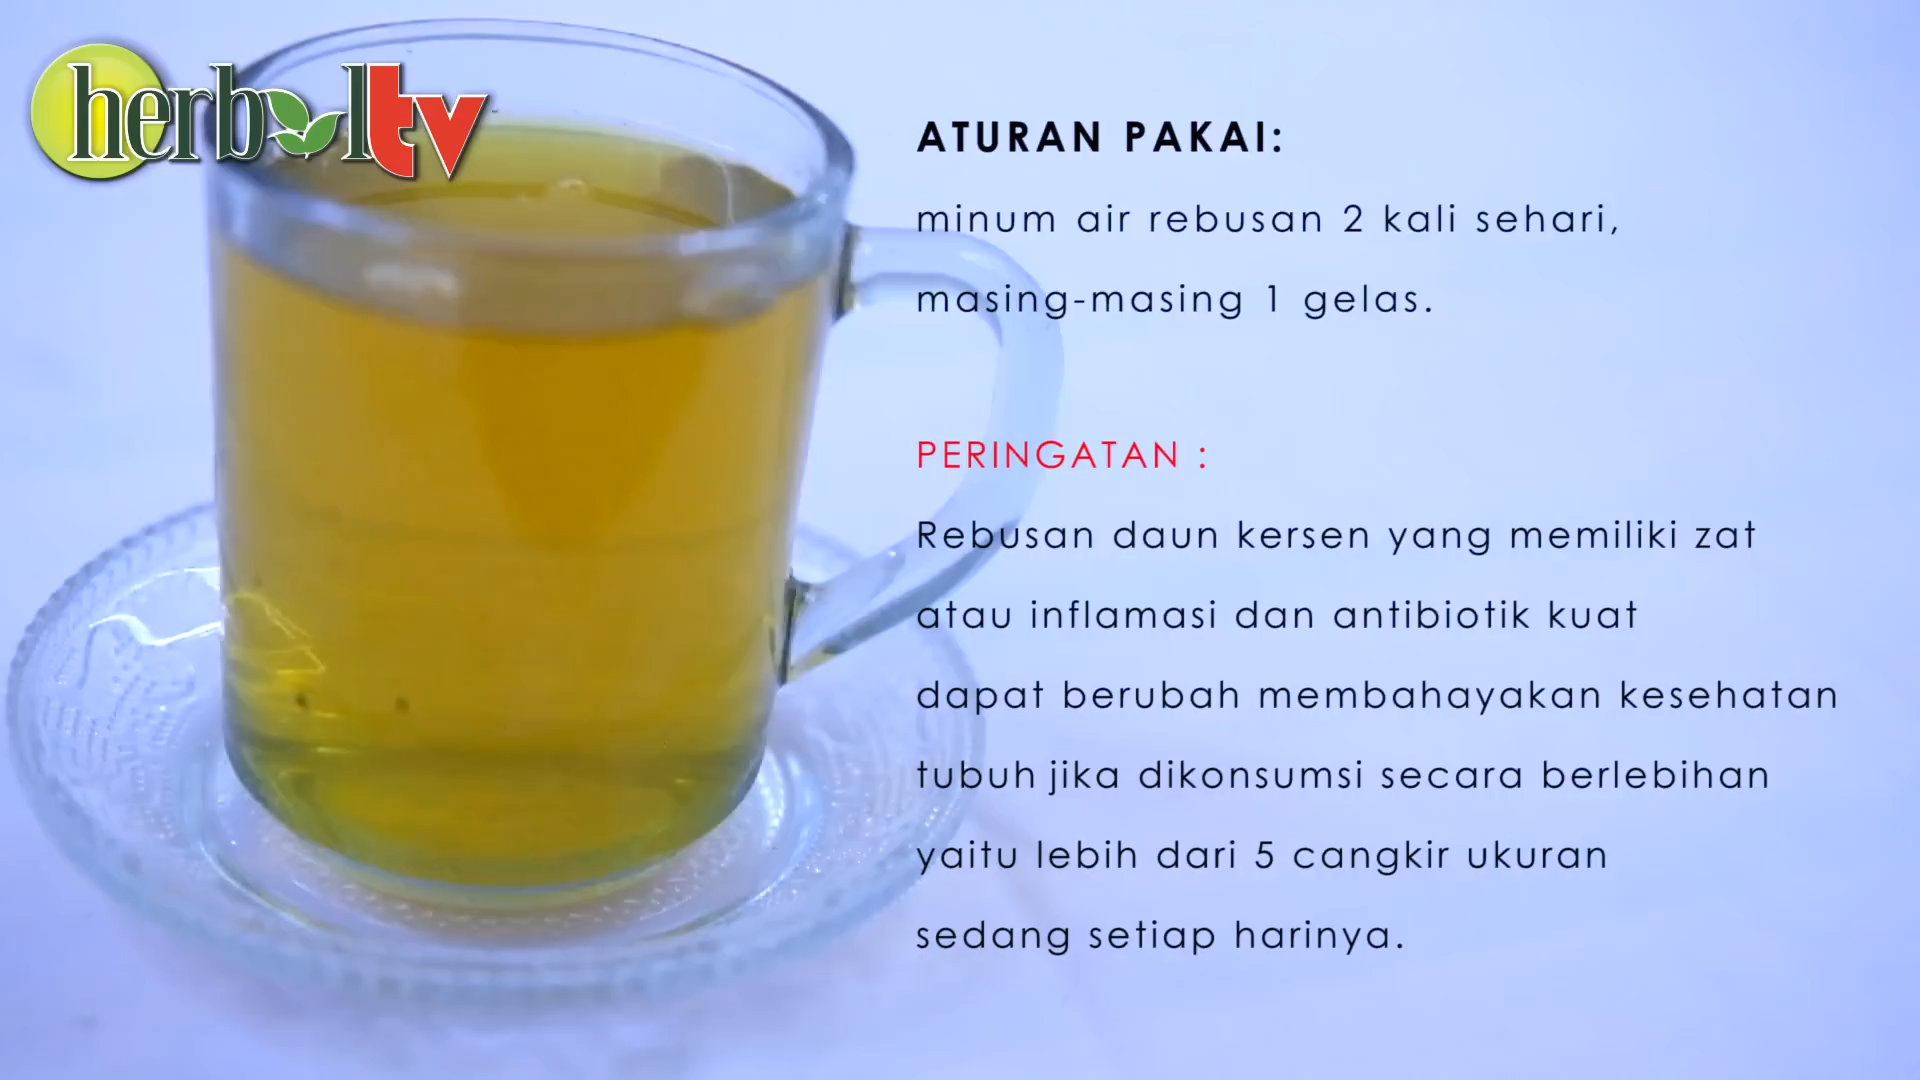 herbal tv
ATURAN PAKAI:
minum air rebusan 2 kali sehari,
masing-masing 1 gelas.
PERINGATAN :
Rebusan daun kersen yang memiliki zat
atau inflamasi dan antibiotik kuat
dapat berubah membahayakan kesehatan
tubuh jika dikonsumsi secara berlebihan
yaitu lebih dari 5 cangkir ukuran
sedang setiap harinya.